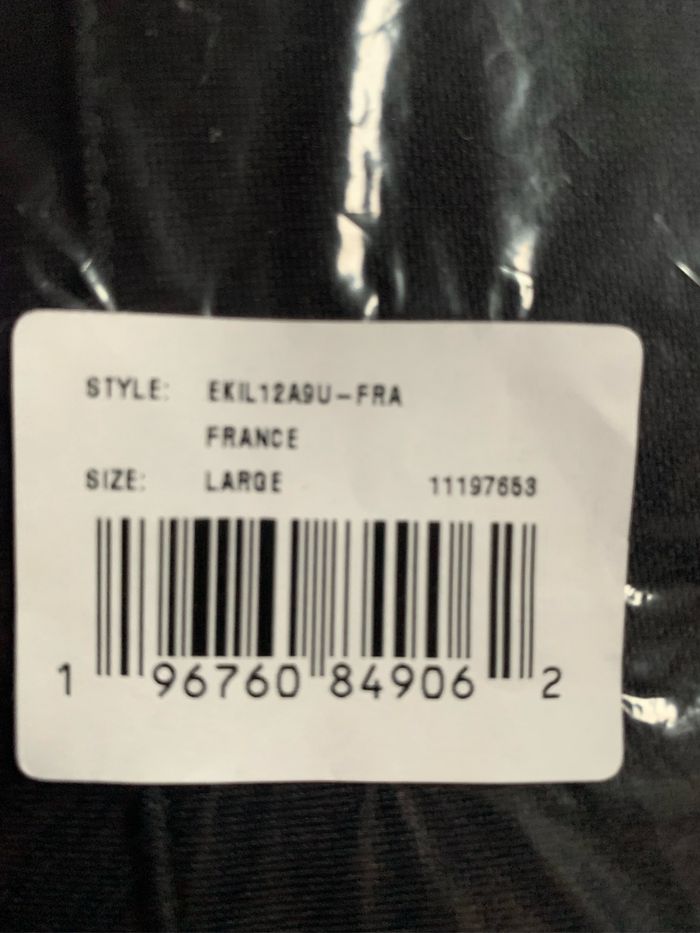 STYLE: EKIL12A9U-FRA
FRANCE
SIZE: LARGE 11197653
1 96760 84906 2